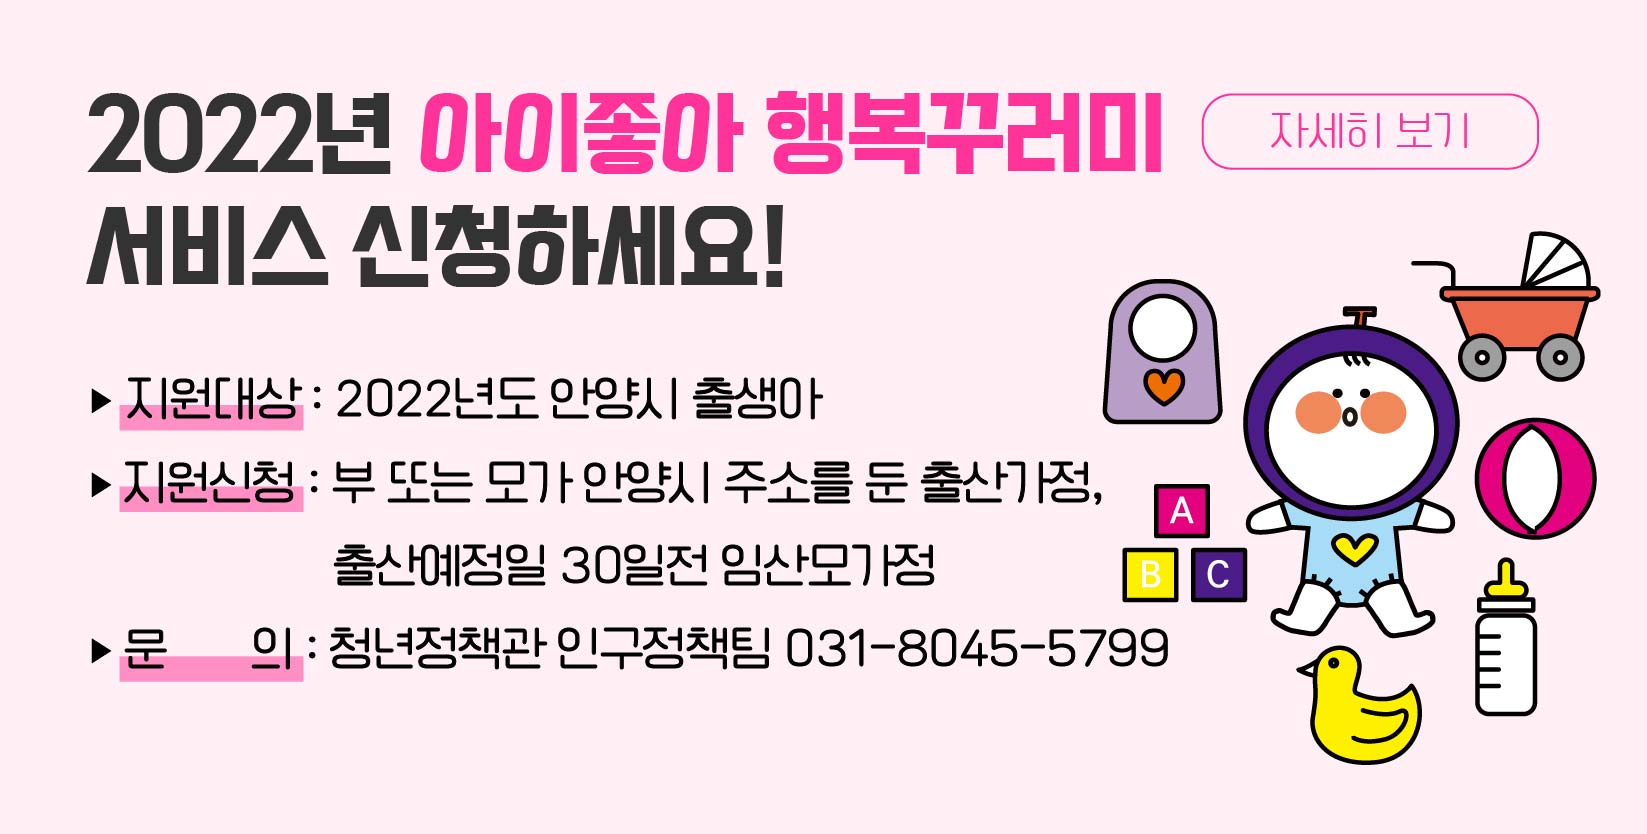 2022년 아이좋아 행복꾸러미
자세히 보기
서비스 신청하세요!
▶ 지원대상 : 2022년도 안양시 출생아
▶ 지원신청 : 부 또는 모가 안양시 주소를 둔 출산가정,
출산예정일 30일전 임산모가정
▶ 문 의 : 청년정책관 인구정책팀 031-8045-5799
A
B C